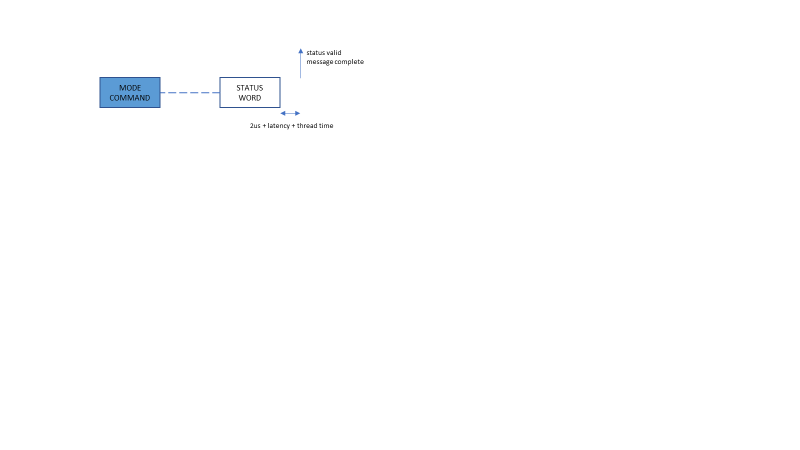 status valid
message complete
MODE
COMMAND
STATUS
WORD
2us + latency + thread time